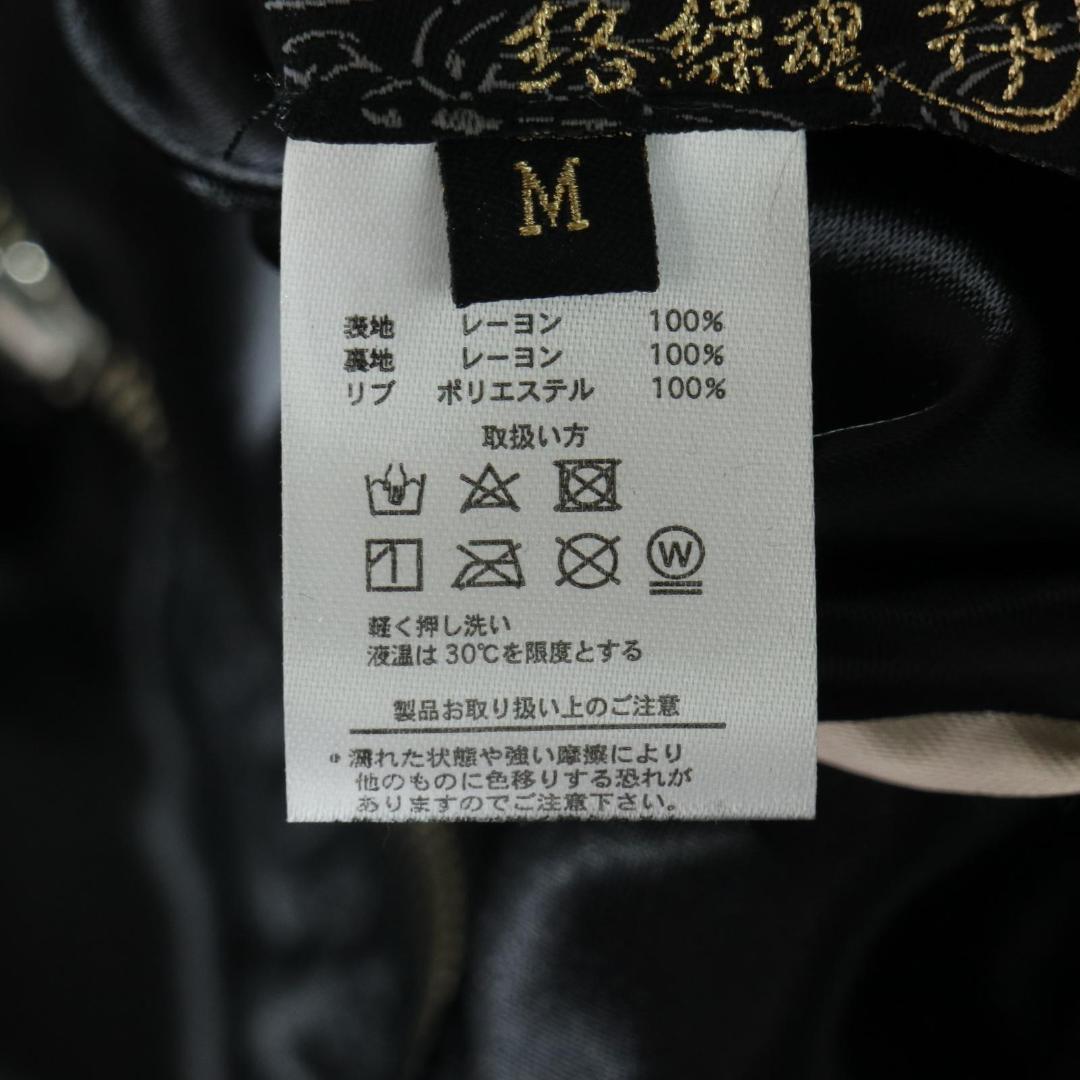 絡繰魂
M
表地 レーヨン 100%
裏地 レーヨン 100%
リブ ポリエステル 100%
取扱い方
W
軽く押し洗い
液温は 30℃を限度とする
製品お取り扱い上のご注意
濡れた状態や強い摩擦により
他のものに色移りする恐れが
ありますのでご注意下さい。